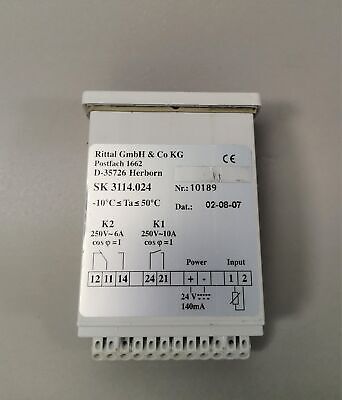 Rittal GmbH & Co KG
Postfach 1662
D-35726 Herborn
CE
SK 3114.024
Nr.: 10189
-10°C ≤ Ta ≤ 50°C
Dat.: 02-08-07
K2 K1
250V~6A 250V~10A
cos φ = 1 cos φ = 1
Power Input
12 11 14 24 21 + - 1 2
24 V
140mA